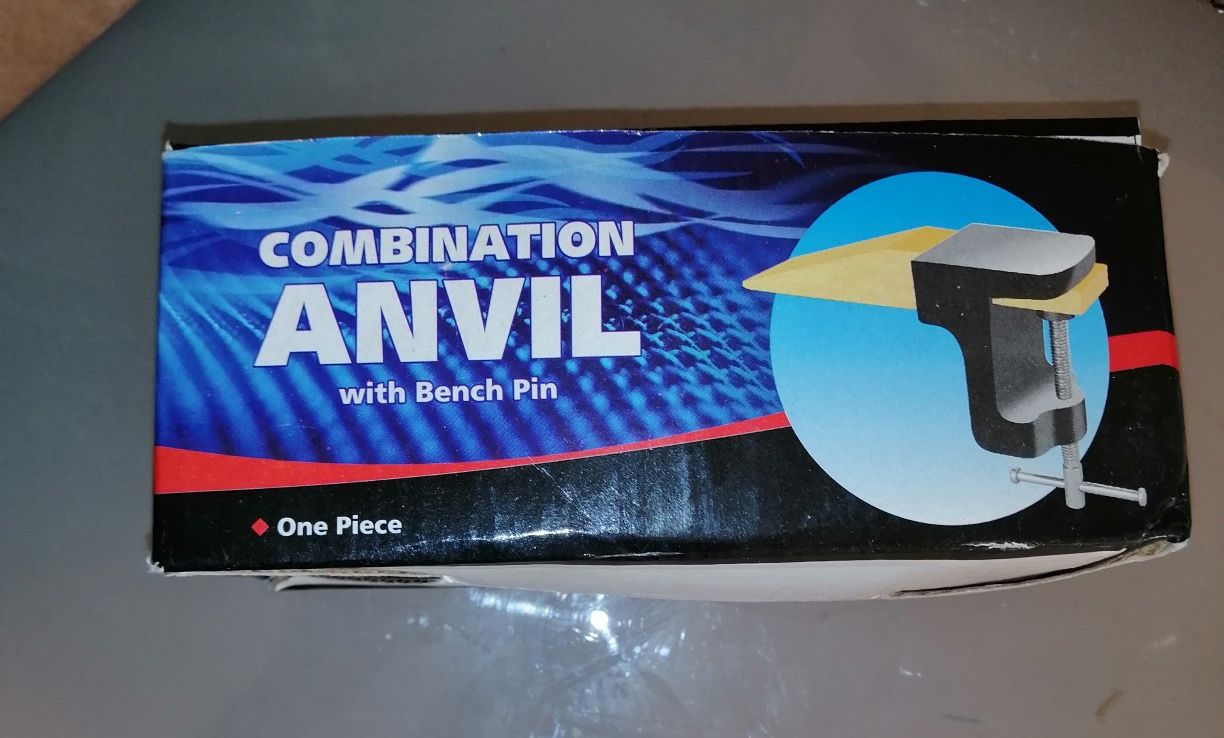 COMBINATION
ANVIL
with Bench Pin
One Piece